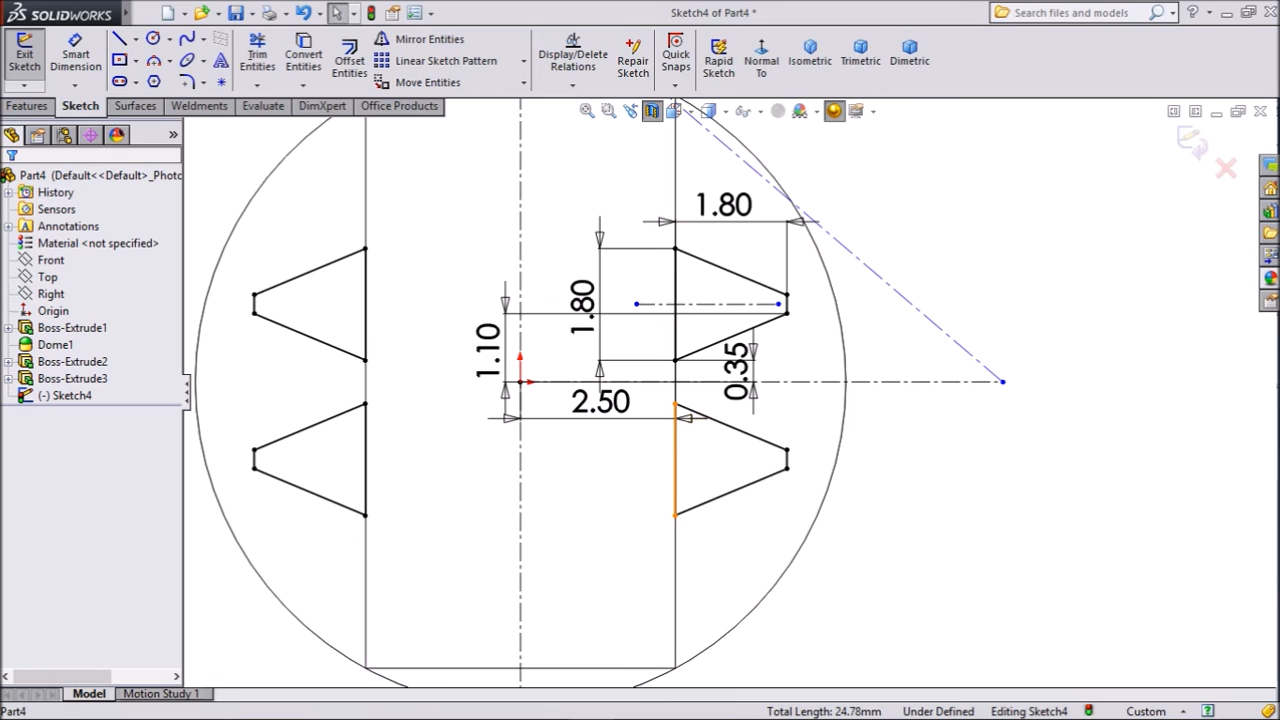 SOLIDWORKS
Sketch4 of Part4 *
Search files and models
Exit Sketch
Smart Dimension
Trim Entities
Convert Entities
Offset Entities
Mirror Entities
Linear Sketch Pattern
Move Entities
Display/Delete Relations
Repair Sketch
Quick Snaps
Rapid Sketch
Normal To
Isometric
Trimetric
Dimetric
Features
Sketch
Surfaces
Weldments
Evaluate
DimXpert
Office Products
Part4 (Default<<Default>_Photo
History
Sensors
Annotations
Material <not specified>
Front
Top
Right
Origin
Boss-Extrude1
Dome1
Boss-Extrude2
Boss-Extrude3
(-) Sketch4
1.80
1.80
1.10
0.35
2.50
Model
Motion Study 1
Part4
Total Length: 24.78mm
Under Defined
Editing Sketch4
Custom